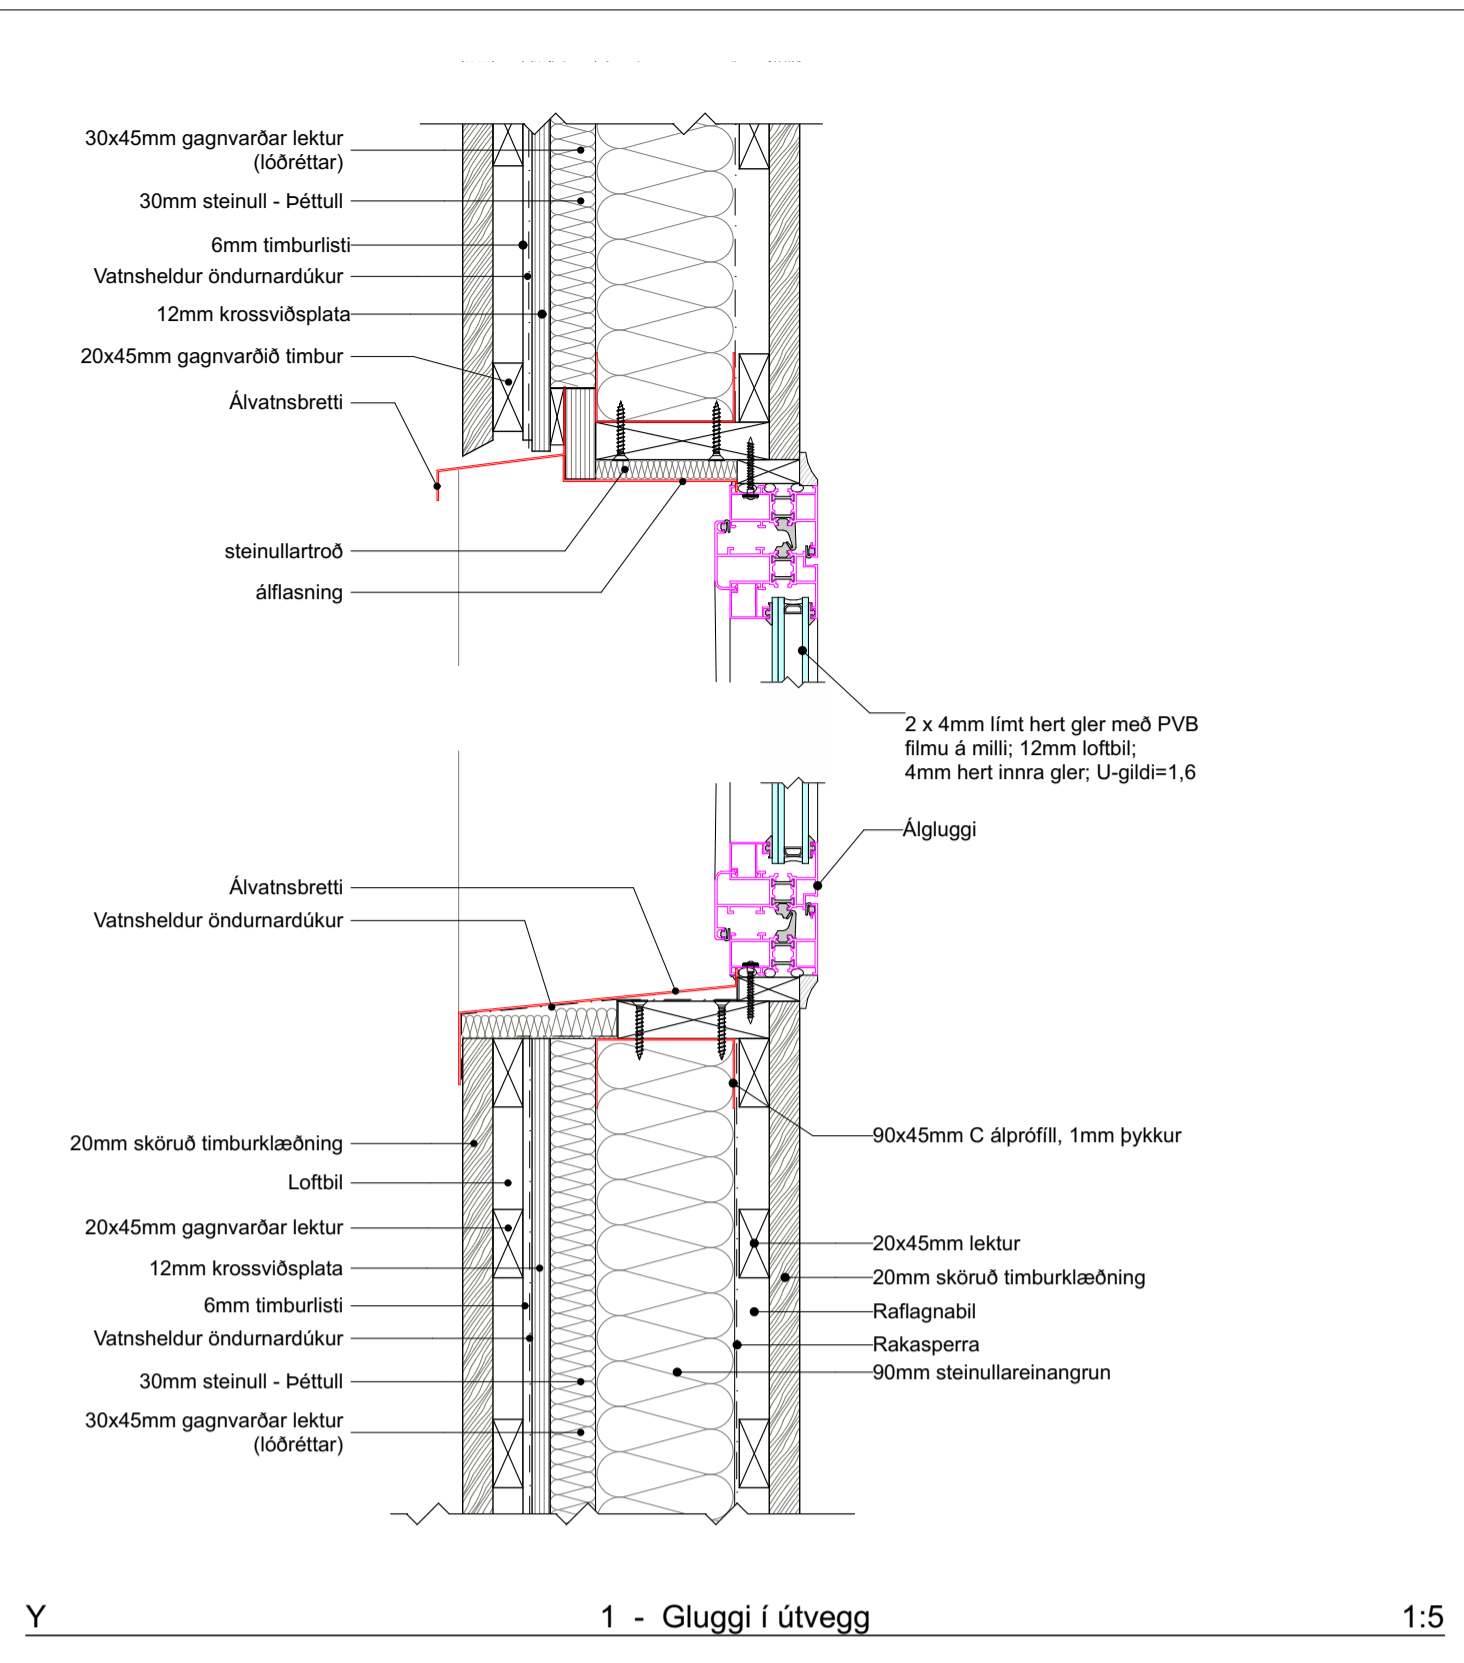 30x45mm gagnvarðar lektur
(lóðréttar)
30mm steinull - Þéttull
6mm timburlisti
Vatnsheldur öndurnardúkur
12mm krossviðsplata
20x45mm gagnvarðið timbur
Álvatnsbretti
steinullartroð
álflasning
2 x 4mm límt hert gler með PVB
filmu á milli; 12mm loftbil;
4mm hert innra gler; U-gildi=1,6
Álgluggi
Álvatnsbretti
Vatnsheldur öndurnardúkur
20mm sköruð timburklæðning
Loftbil
20x45mm gagnvarðar lektur
12mm krossviðsplata
6mm timburlisti
Vatnsheldur öndurnardúkur
30mm steinull - Þéttull
30x45mm gagnvarðar lektur
(lóðréttar)
90x45mm C álprófíll, 1mm þykkur
20x45mm lektur
20mm sköruð timburklæðning
Raflagnabil
Rakasperra
90mm steinullareinangrun
Y 1 - Gluggi í útvegg 1:5